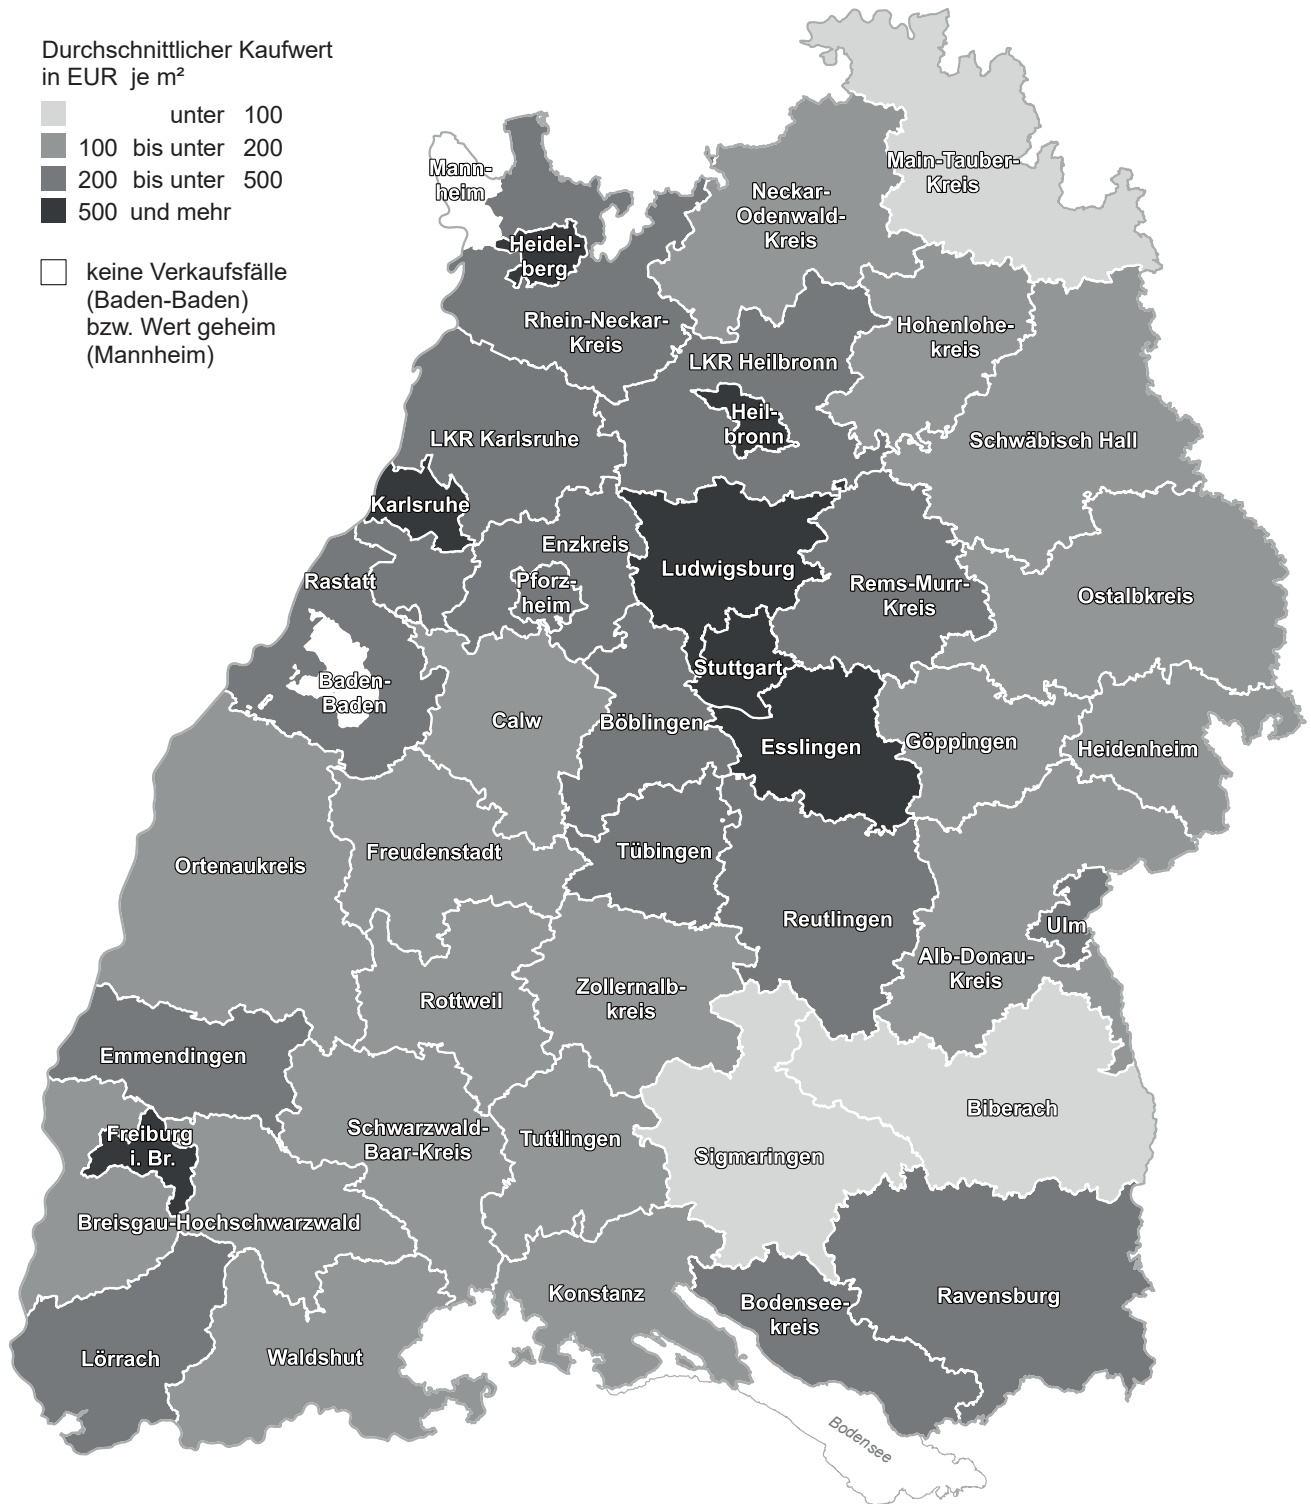 Durchschnittlicher Kaufwert
in EUR je m²
unter 100
100 bis unter 200
200 bis unter 500
500 und mehr
keine Verkaufsfälle
(Baden-Baden)
bzw. Wert geheim
(Mannheim)
Mann-
heim
Heidel-
berg
Rhein-Neckar-
Kreis
Neckar-
Odenwald-
Kreis
Main-Tauber-
Kreis
Hohenlohe-
kreis
LKR Heilbronn
Heil-
bronn
Schwäbisch Hall
LKR Karlsruhe
Karlsruhe
Enzkreis
Pforz-
heim
Rastatt
Ludwigsburg
Rems-Murr-
Kreis
Ostalbkreis
Stuttgart
Baden-
Baden
Calw
Böblingen
Esslingen
Göppingen
Heidenheim
Ortenaukreis
Freudenstadt
Tübingen
Reutlingen
Ulm
Alb-Donau-
Kreis
Rottweil
Zollernalb-
kreis
Emmendingen
Freiburg
i. Br.
Schwarzwald-
Baar-Kreis
Tuttlingen
Sigmaringen
Biberach
Breisgau-Hochschwarzwald
Konstanz
Bodensee-
kreis
Ravensburg
Lörrach
Waldshut
Bodensee